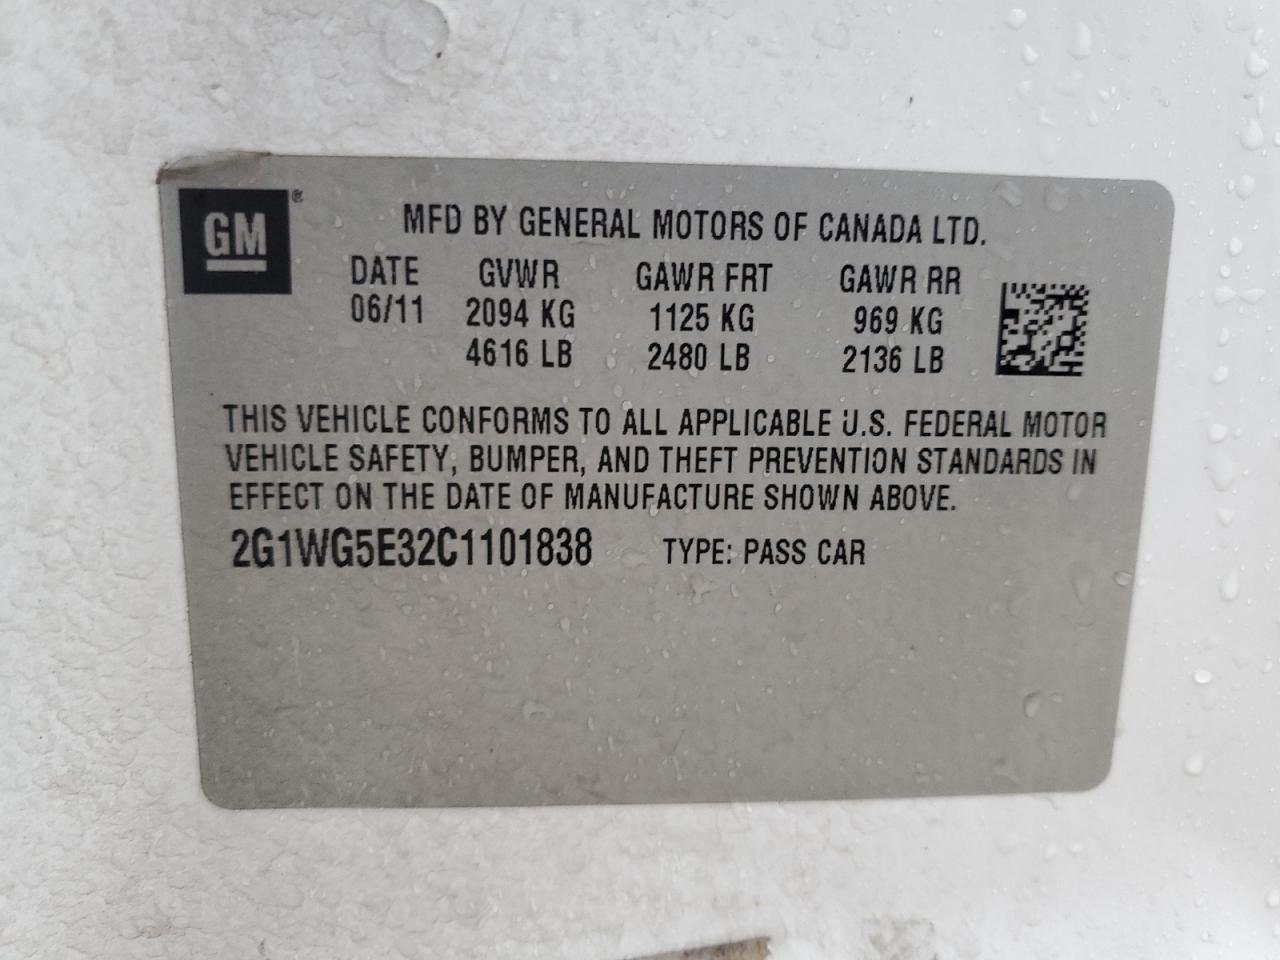 GM ®
MFD BY GENERAL MOTORS OF CANADA LTD.
DATE GVWR GAWR FRT GAWR RR
06/11 2094 KG 1125 KG 969 KG
4616 LB 2480 LB 2136 LB
THIS VEHICLE CONFORMS TO ALL APPLICABLE U.S. FEDERAL MOTOR
VEHICLE SAFETY, BUMPER, AND THEFT PREVENTION STANDARDS IN
EFFECT ON THE DATE OF MANUFACTURE SHOWN ABOVE.
2G1WG5E32C1101838 TYPE: PASS CAR